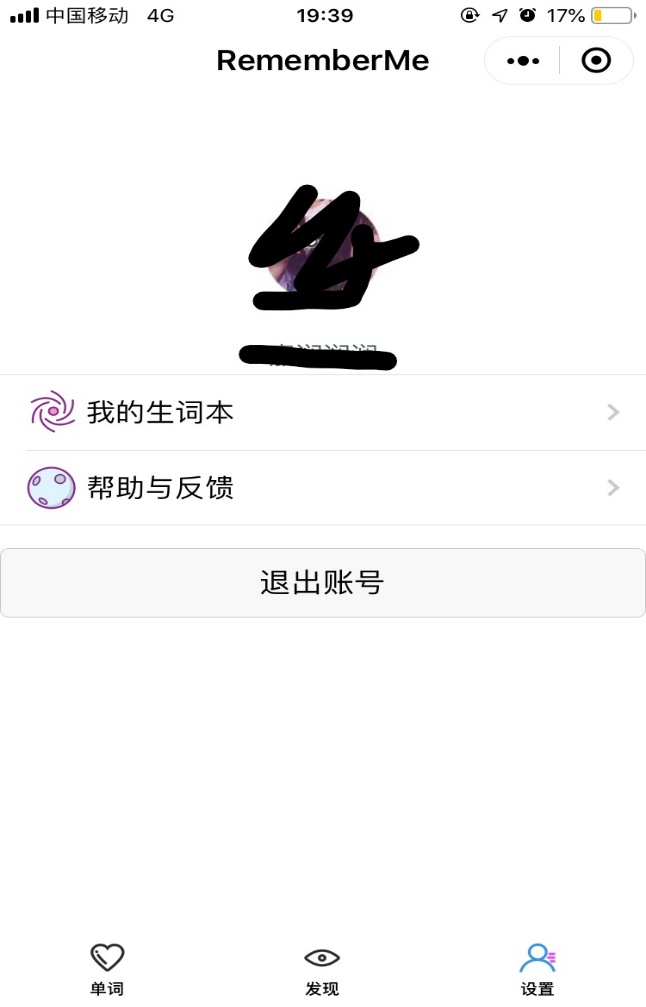 中国移动 4G 19:39 17%
RememberMe
我的生词本
帮助与反馈
退出账号
单词 发现 设置